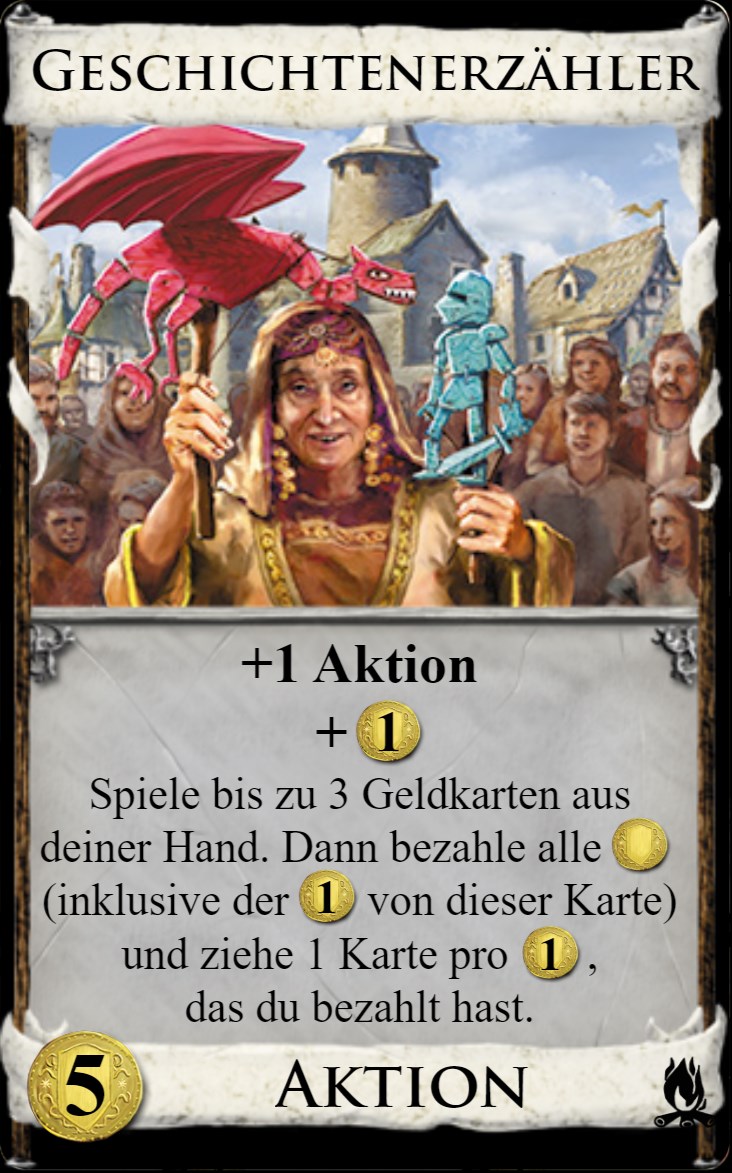 GESCHICHTENERZÄHLER
+1 Aktion
+ 1
Spiele bis zu 3 Geldkarten aus
deiner Hand. Dann bezahle alle
(inklusive der 1 von dieser Karte)
und ziehe 1 Karte pro 1 ,
das du bezahlt hast.
5 AKTION